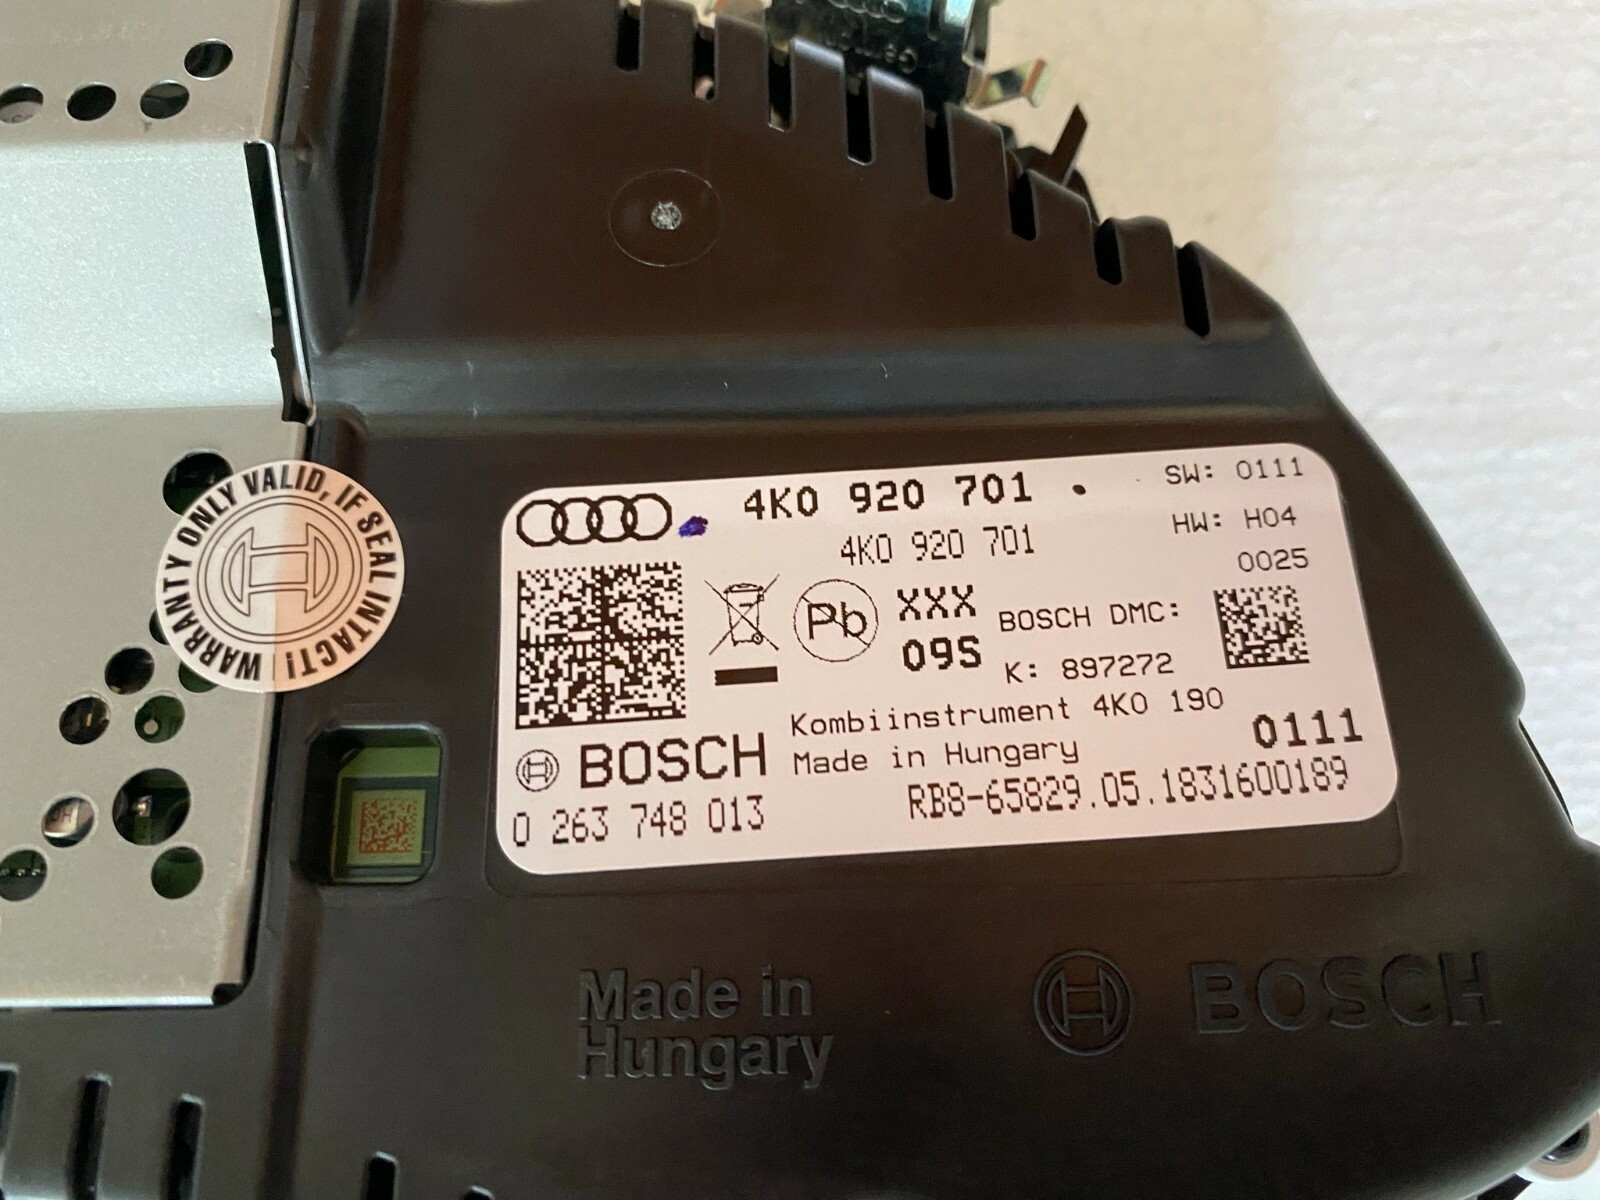 WARRANTY ONLY VALID, IF SEAL INTACT!
4K0 920 701 .
SW: 0111
4K0 920 701
HW: H04
0025
Pb
XXX
09S
BOSCH DMC:
K: 897272
Kombiinstrument 4K0 190
Made in Hungary
0111
BOSCH
0 263 748 013
RB8-65829.05.1831600189
Made in
Hungary
BOSCH